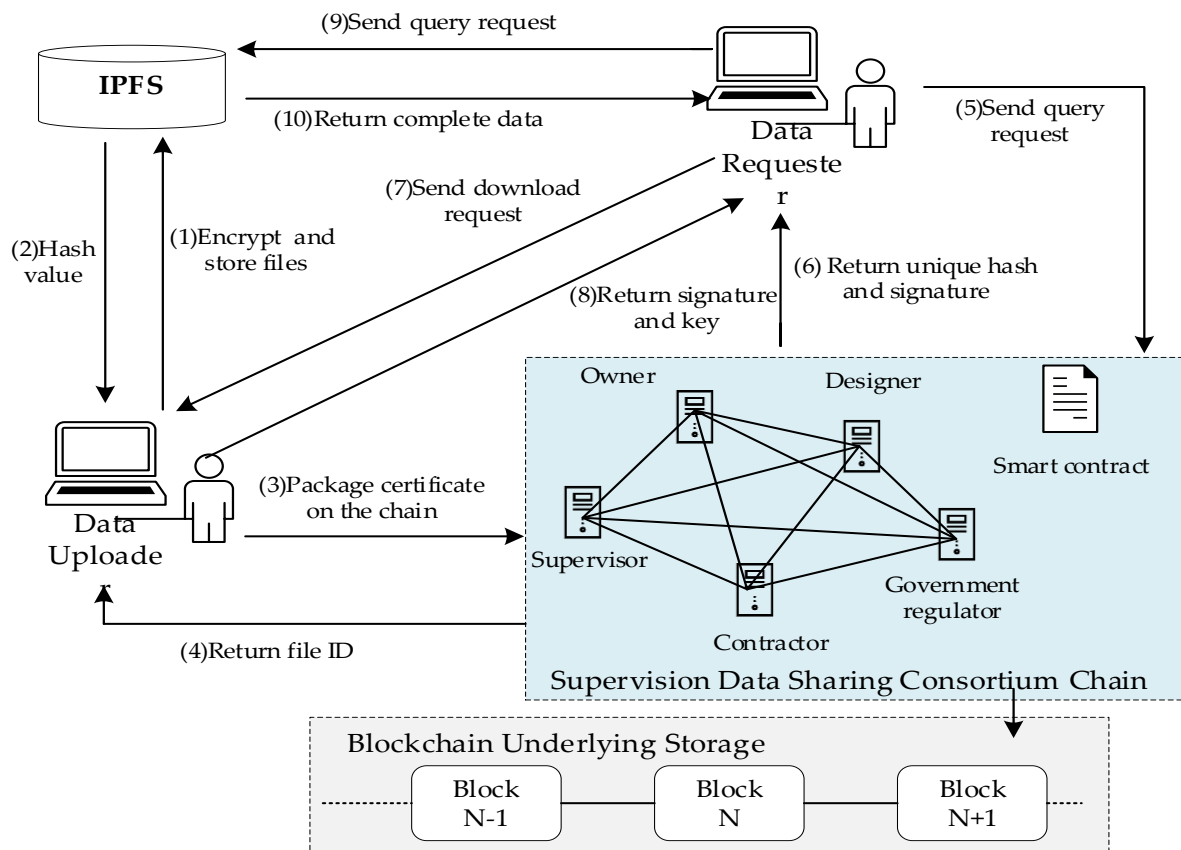 (9)Send query request
IPFS
(10)Return complete data
Data
Requeste
r
(5)Send query
request
(7)Send download
request
(2)Hash
value
(1)Encrypt and
store files
(6) Return unique hash
and signature
(8)Return signature
and key
Owner
Designer
Smart contract
Data
Uploade
r
(3)Package certificate
on the chain
Supervisor
Government
regulator
Contractor
(4)Return file ID
Supervision Data Sharing Consortium Chain
Blockchain Underlying Storage
Block
N-1
Block
N
Block
N+1